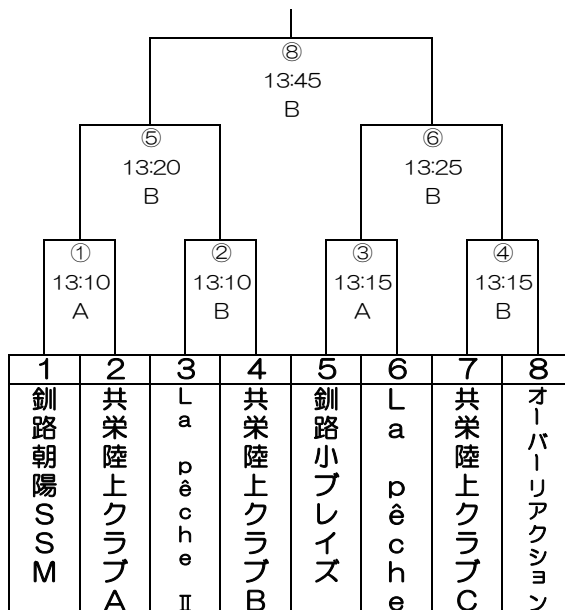 ⑧
13:45
B
⑤
13:20
B
⑥
13:25
B
①
13:10
A
②
13:10
B
③
13:15
A
④
13:15
B
1
2
3
4
5
6
7
8
釧路朝陽SSM
共栄陸上クラブA
La pêche Ⅱ
共栄陸上クラブB
釧路小ブレイズ
La pêche
共栄陸上クラブC
オーバーリアクション